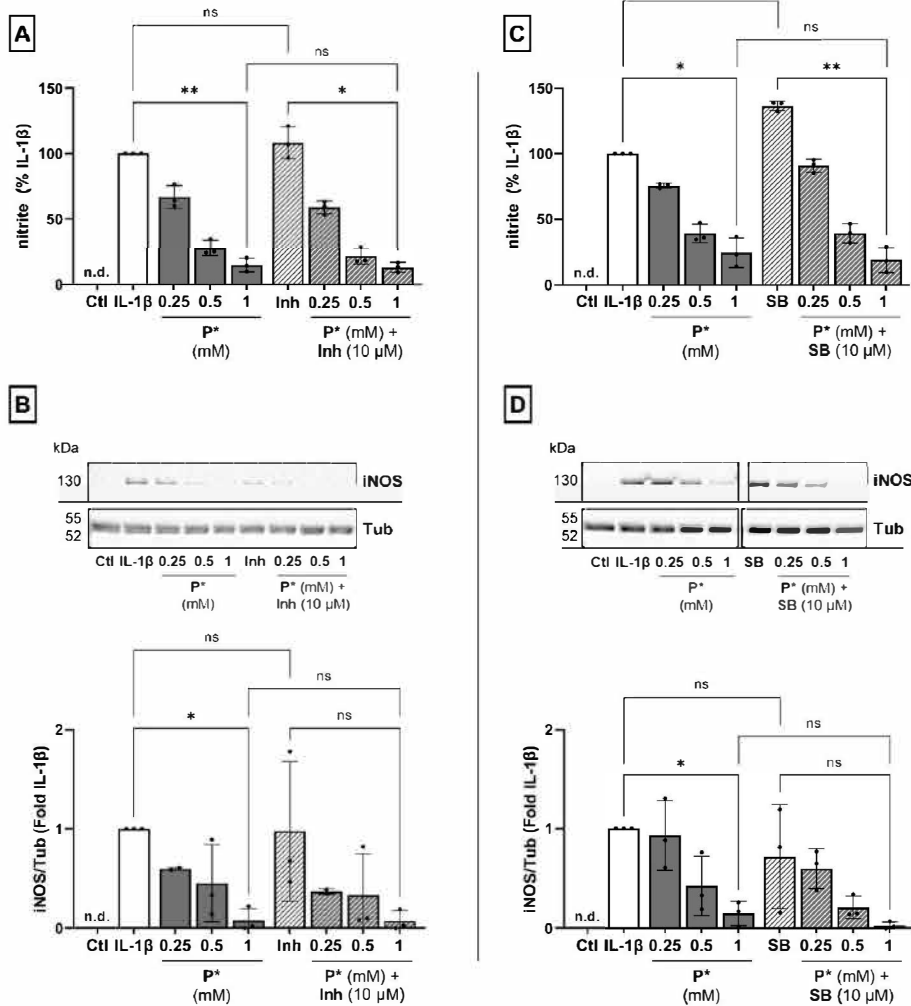 A
ns
ns
**
*
nitrite (% IL-1β)
150
100
50
0
n.d.
Ctl IL-1β 0.25 0.5 1 Inh 0.25 0.5 1
P*
(mM)
P* (mM) +
Inh (10 µM)
B
kDa
130
iNOS
55
52
Tub
Ctl IL-1β 0.25 0.5 1 Inh 0.25 0.5 1
P*
(mM)
P* (mM) +
Inh (10 µM)
ns
ns
*
ns
iNOS/Tub (Fold IL-1β)
2
1
0
n.d.
Ctl IL-1β 0.25 0.5 1 Inh 0.25 0.5 1
P*
(mM)
P* (mM) +
Inh (10 µM)
C
ns
*
**
nitrite (% IL-1β)
150
100
50
0
n.d.
Ctl IL-1β 0.25 0.5 1 SB 0.25 0.5 1
P*
(mM)
P* (mM) +
SB (10 µM)
D
kDa
130
iNOS
55
52
Tub
Ctl IL-1β 0.25 0.5 1 SB 0.25 0.5 1
P*
(mM)
P* (mM) +
SB (10 µM)
ns
ns
*
ns
iNOS/Tub (Fold IL-1β)
2
1
0
n.d.
Ctl IL-1β 0.25 0.5 1 SB 0.25 0.5 1
P*
(mM)
P* (mM) +
SB (10 µM)